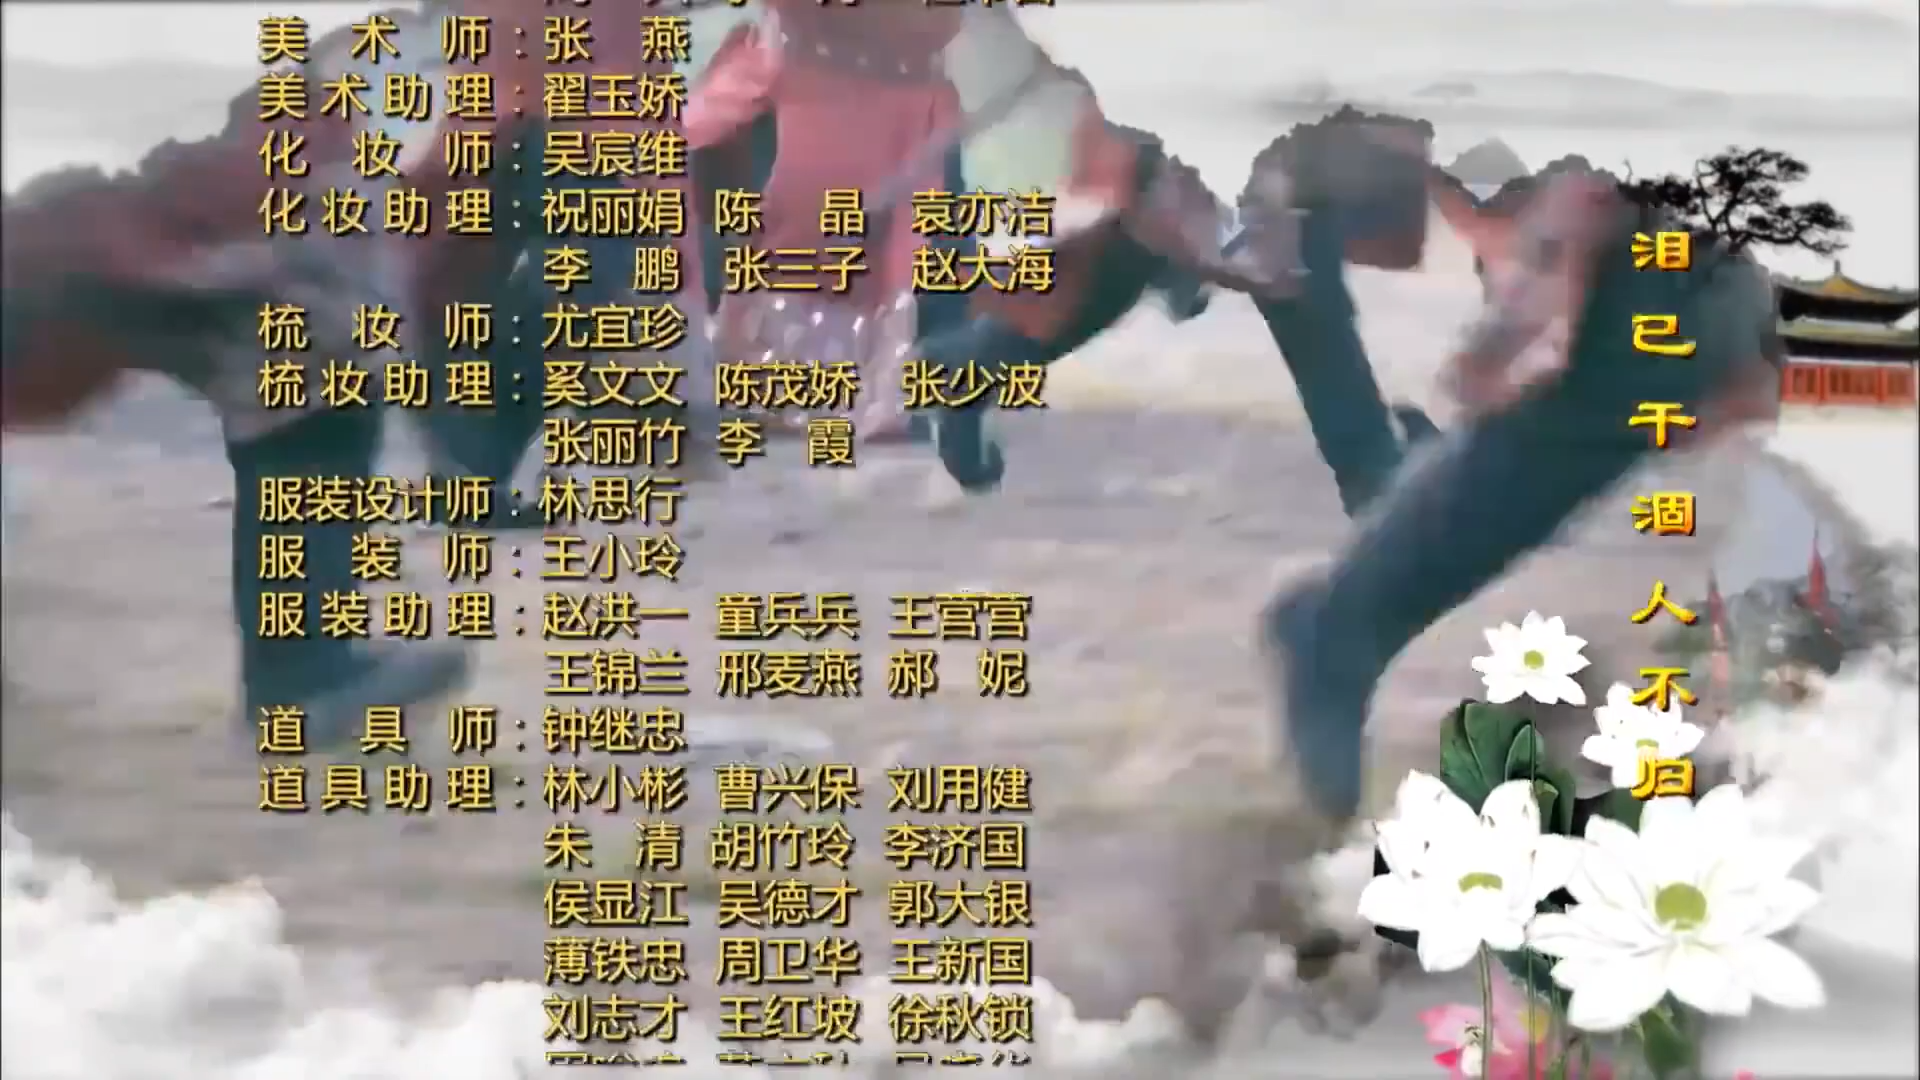 美术师：张燕
美术助理：翟玉娇
化妆师：吴宸维
化妆助理：祝丽娟 陈晶 袁亦洁
李鹏 张三子 赵大海
梳妆师：尤宜珍
梳妆助理：奚文文 陈茂娇 张少波
张丽竹 李霞
服装设计师：林思行
服装师：王小玲
服装助理：赵洪一 童兵兵 王营营
王锦兰 邢麦燕 郝妮
道具师：钟继忠
道具助理：林小彬 曹兴保 刘用健
朱清 胡竹玲 李济国
侯显江 吴德才 郭大银
薄铁忠 周卫华 王新国
刘志才 王红坡 徐秋锁
泪已干涸人不归